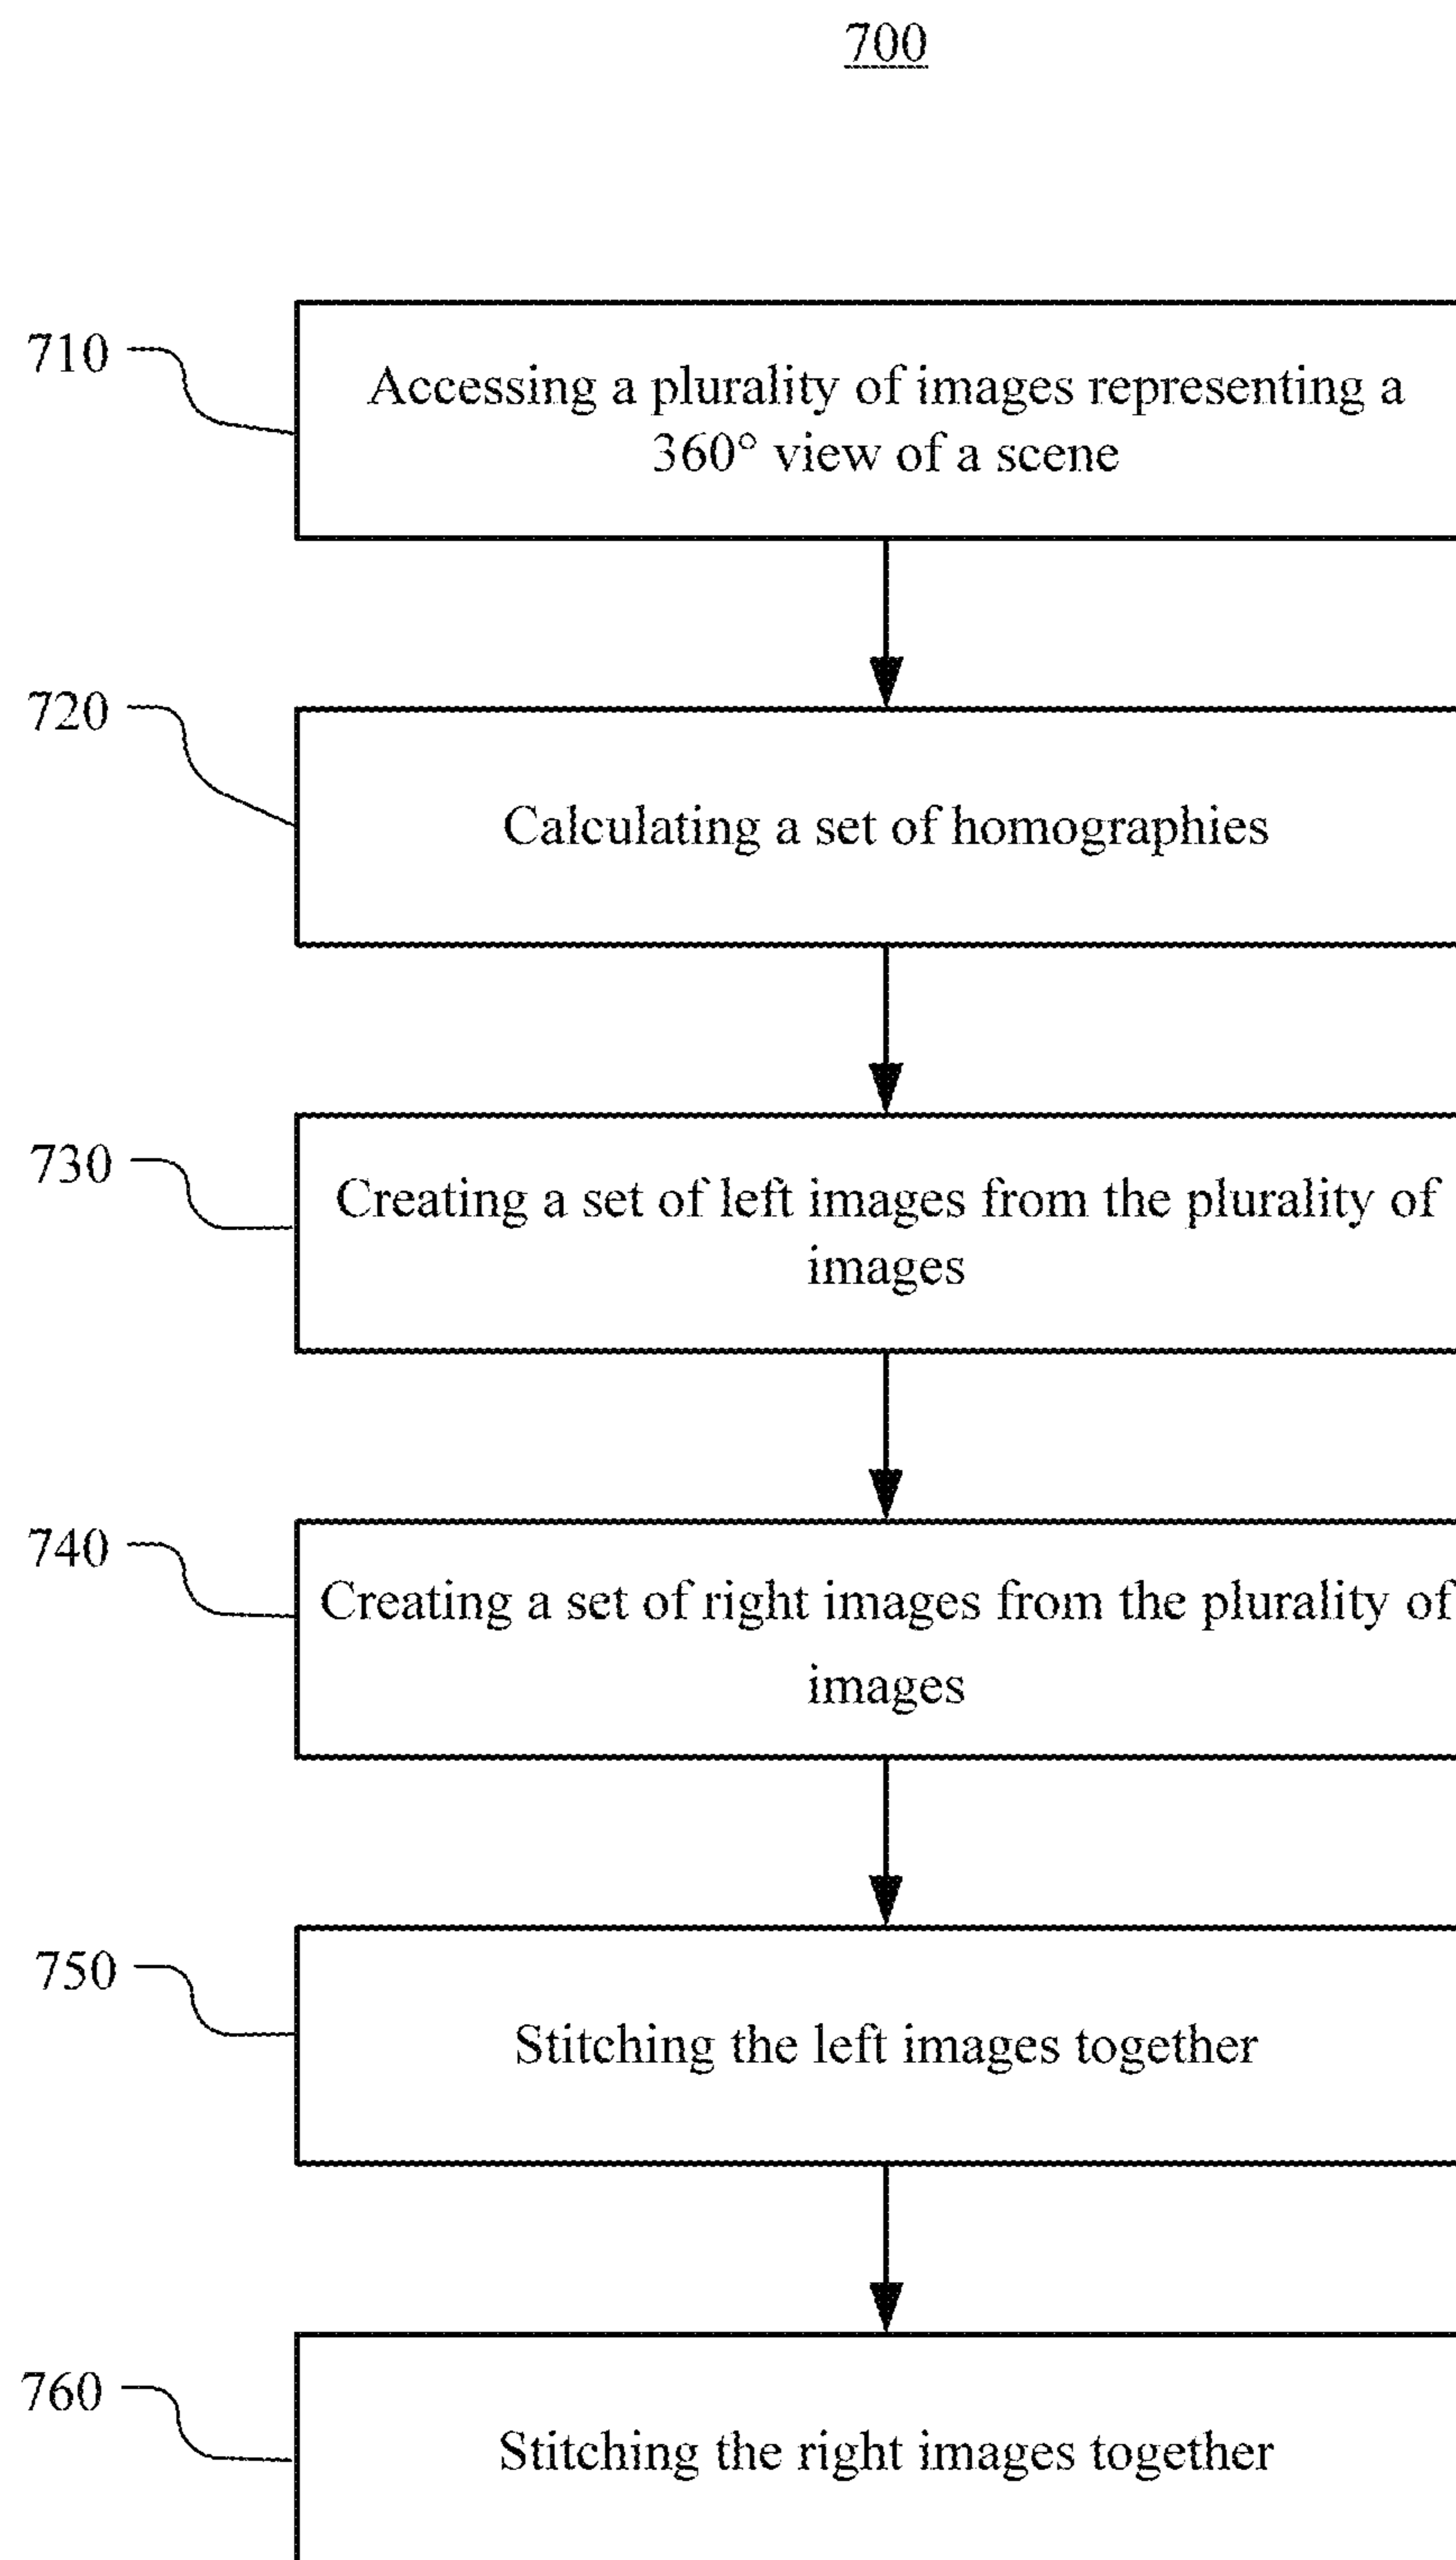 700
710
Accessing a plurality of images representing a
360° view of a scene
720
Calculating a set of homographies
730
Creating a set of left images from the plurality of
images
740
Creating a set of right images from the plurality of
images
750
Stitching the left images together
760
Stitching the right images together